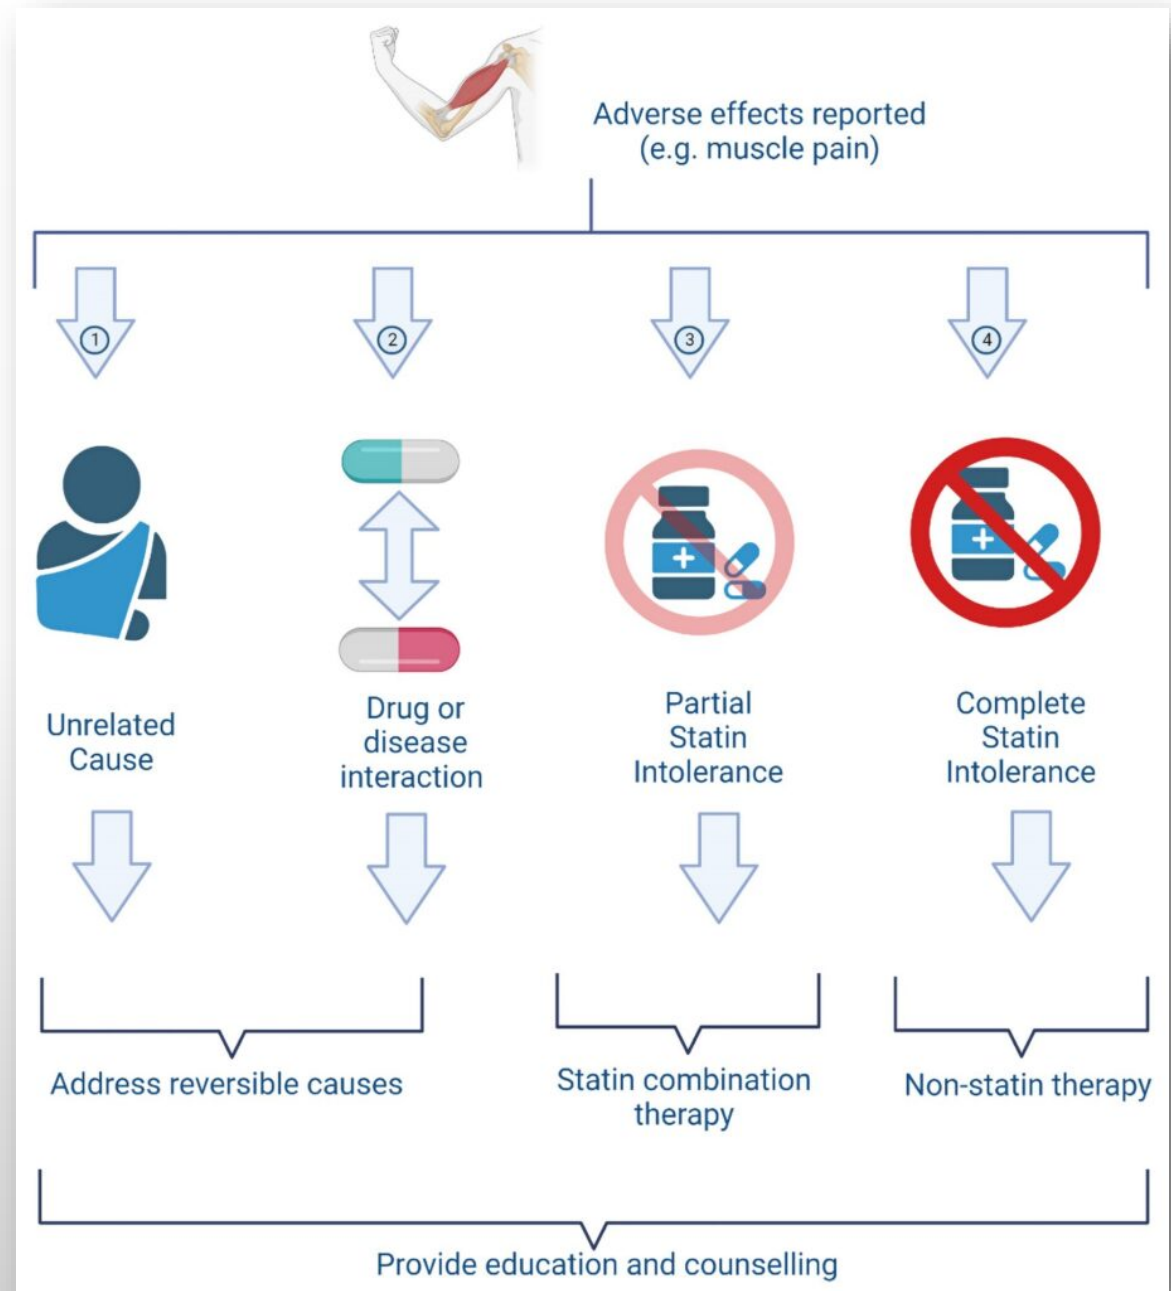 Adverse effects reported
(e.g. muscle pain)
1
2
3
4
Unrelated
Cause
Drug or
disease
interaction
Partial
Statin
Intolerance
Complete
Statin
Intolerance
Address reversible causes
Statin combination
therapy
Non-statin therapy
Provide education and counselling